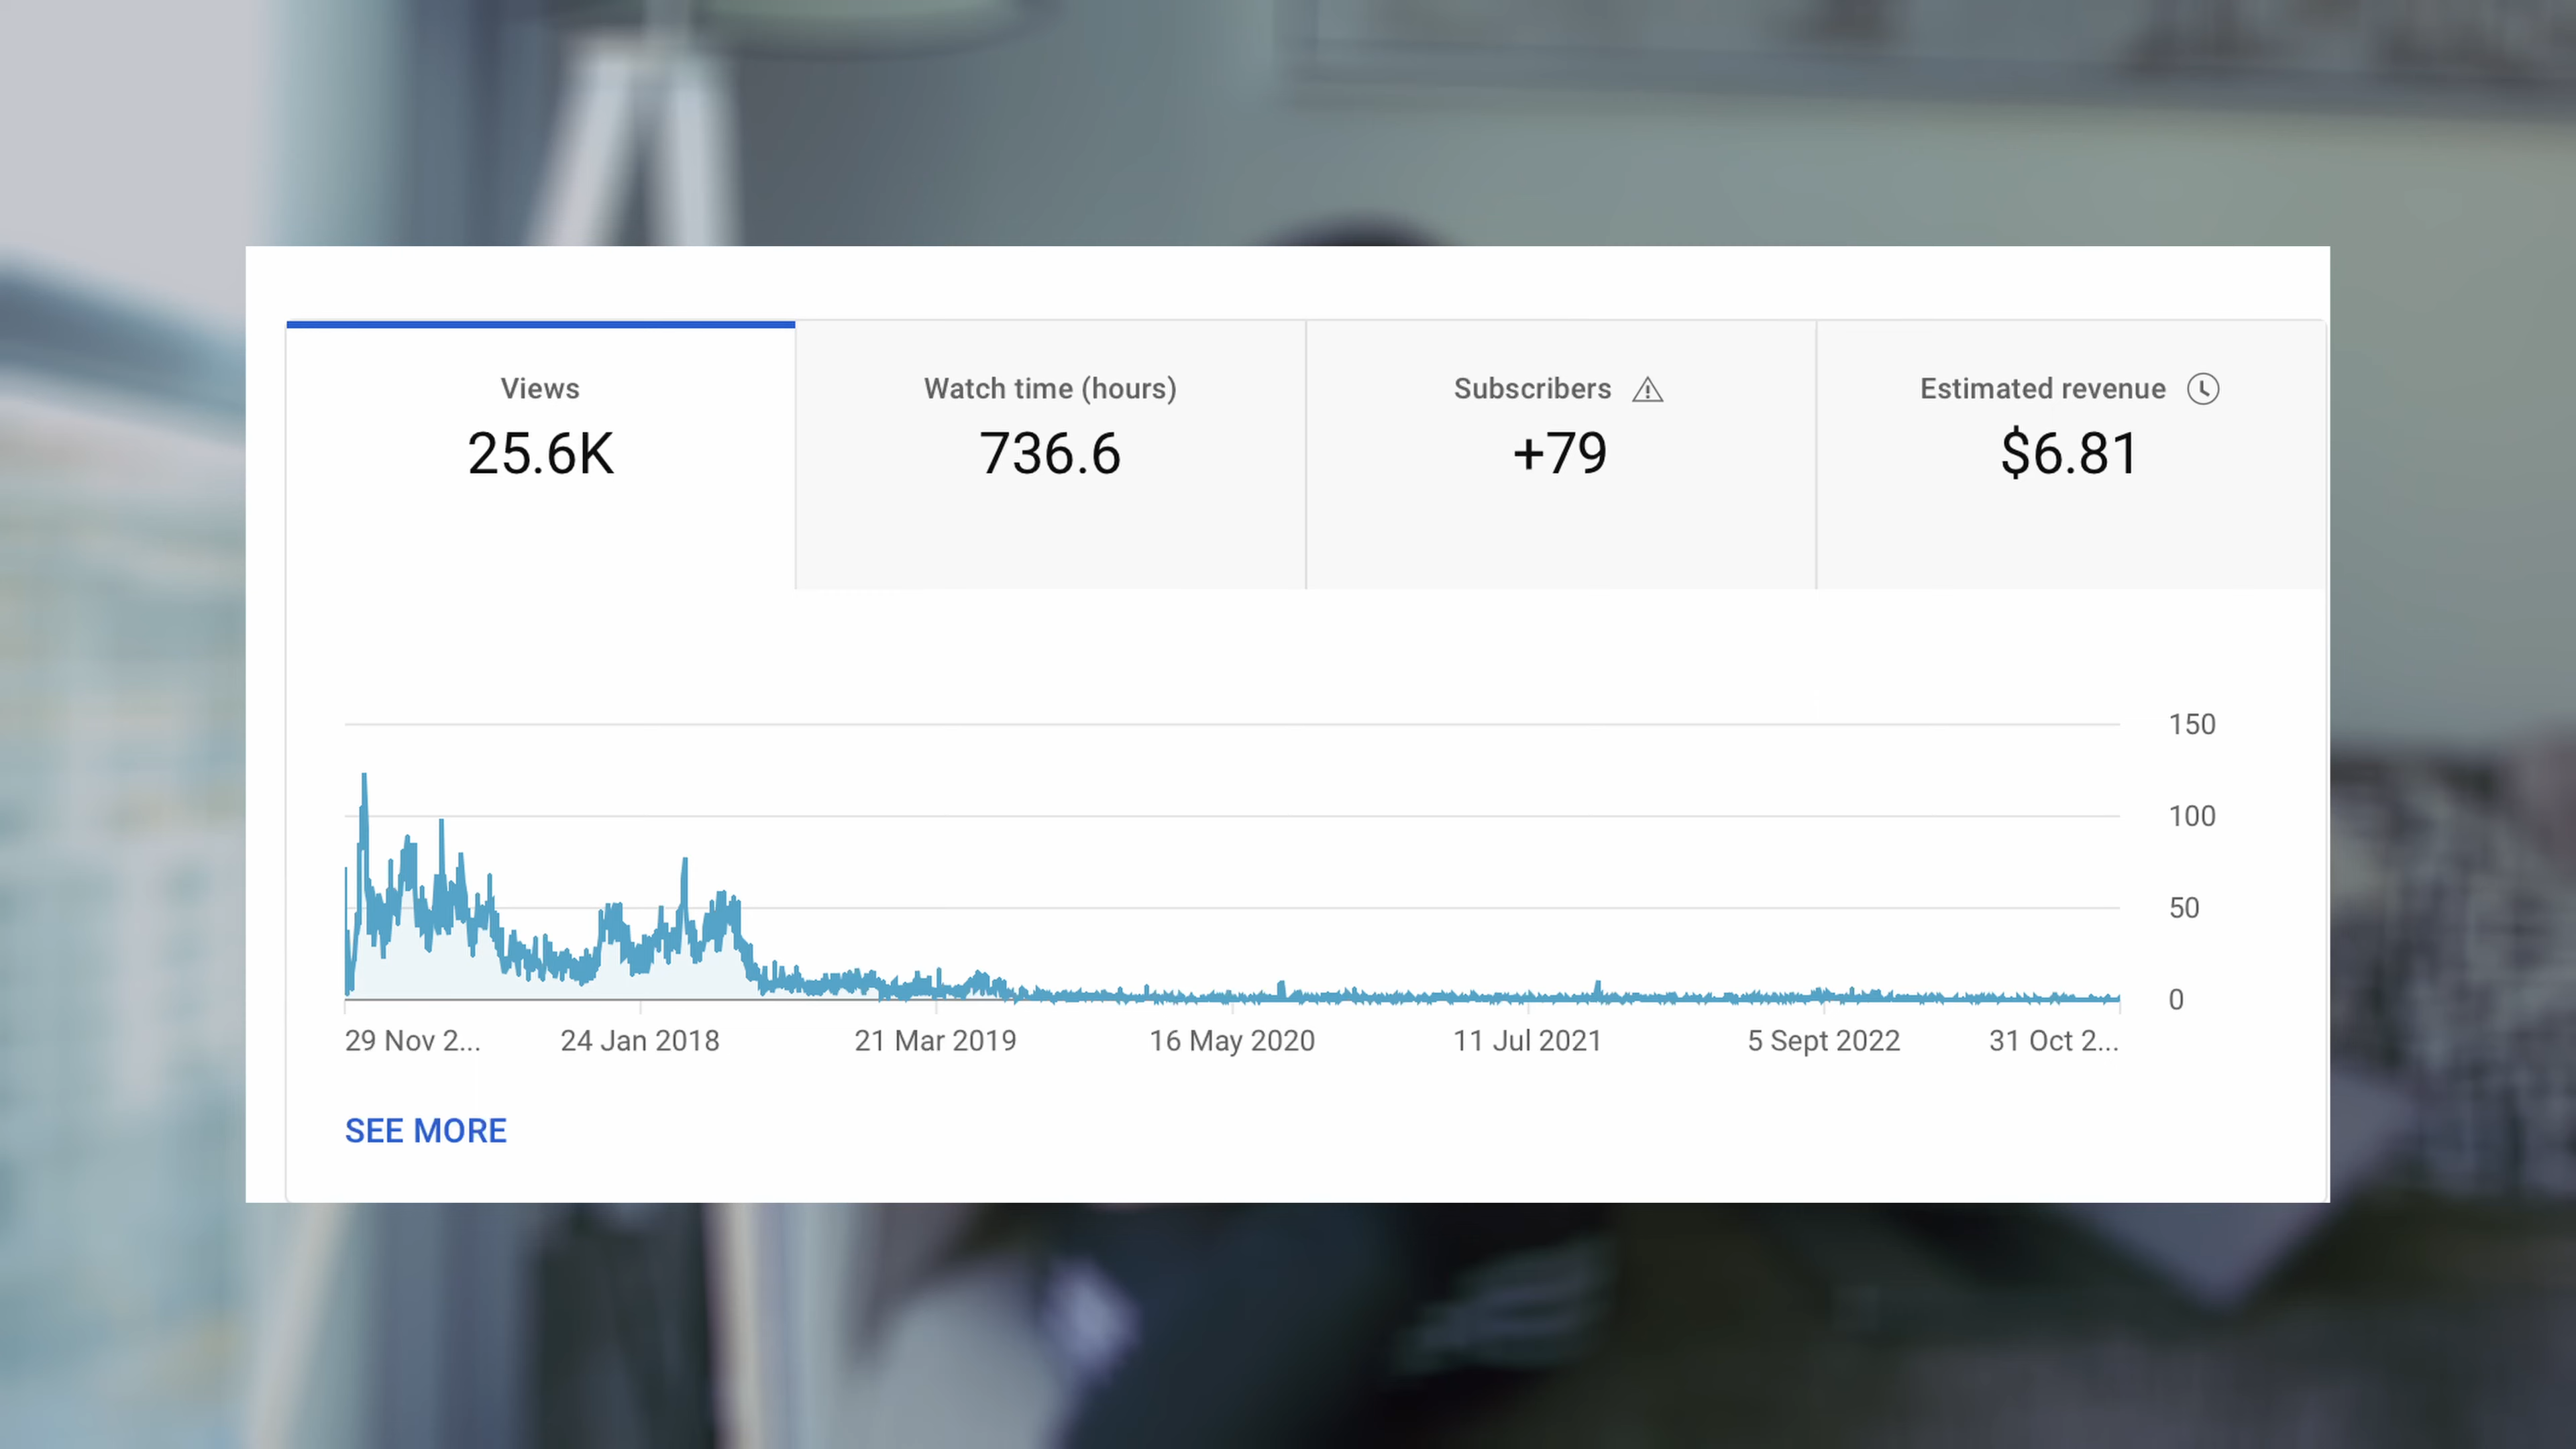 Views
25.6K
Watch time (hours)
736.6
Subscribers
+79
Estimated revenue
$6.81
150
100
50
0
29 Nov 2... 24 Jan 2018 21 Mar 2019 16 May 2020 11 Jul 2021 5 Sept 2022 31 Oct 2...
SEE MORE